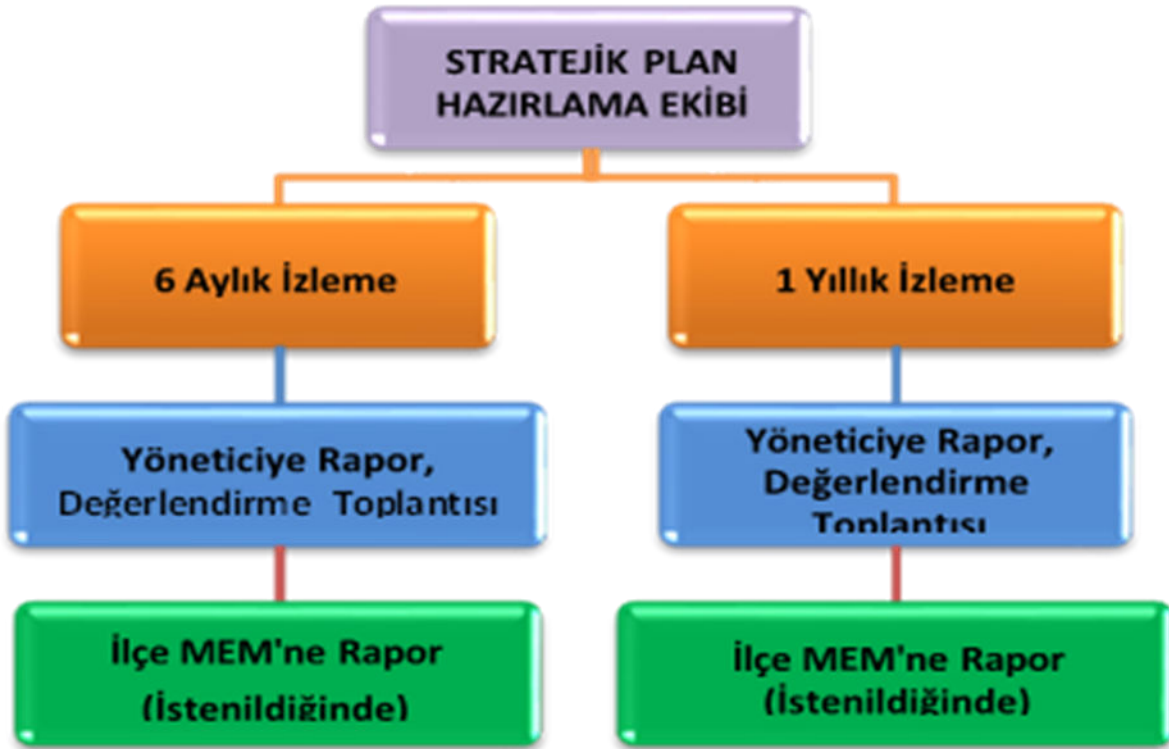 STRATEJİK PLAN
HAZIRLAMA EKİBİ
6 Aylık İzleme
1 Yıllık İzleme
Yöneticiye Rapor,
Değerlendirme Toplantısı
Yöneticiye Rapor,
Değerlendirme
Toplantısı
İlçe MEM'ne Rapor
(İstenildiğinde)
İlçe MEM'ne Rapor
(İstenildiğinde)